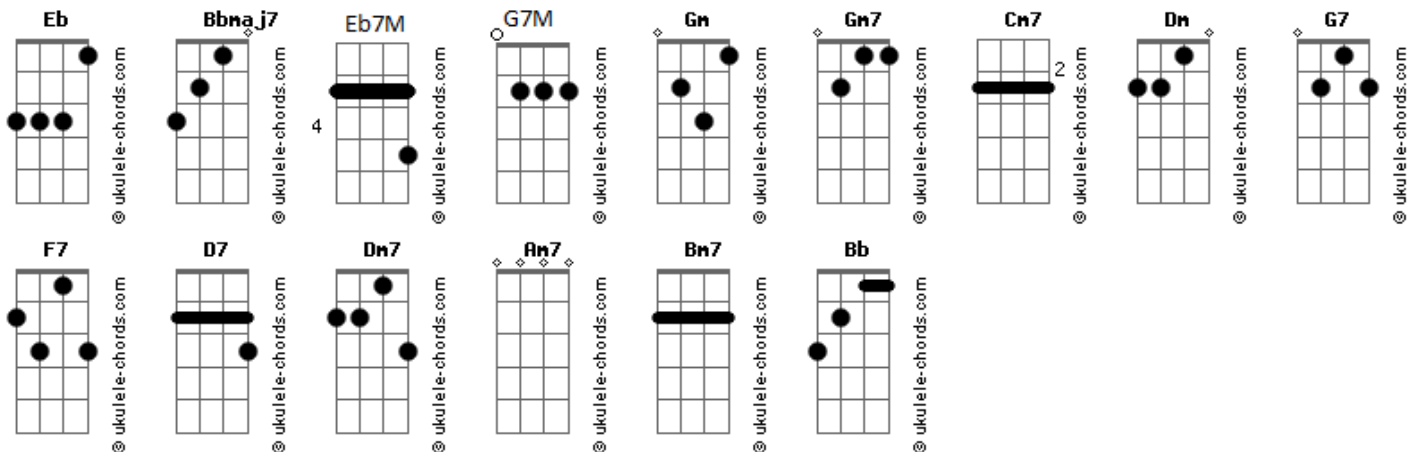 Eb Bbmaj7 Eb7M G7M Gm Gm7 Cm7 Dm G7
4 2
© ukulele-chords.com © ukulele-chords.com © ukulele-chords.com © ukulele-chords.com © ukulele-chords.com © ukulele-chords.com © ukulele-chords.com © ukulele-chords.com © ukulele-chords.com
F7 D7 Dm7 Am7 Bm7 Bb
© ukulele-chords.com © ukulele-chords.com © ukulele-chords.com © ukulele-chords.com © ukulele-chords.com © ukulele-chords.com